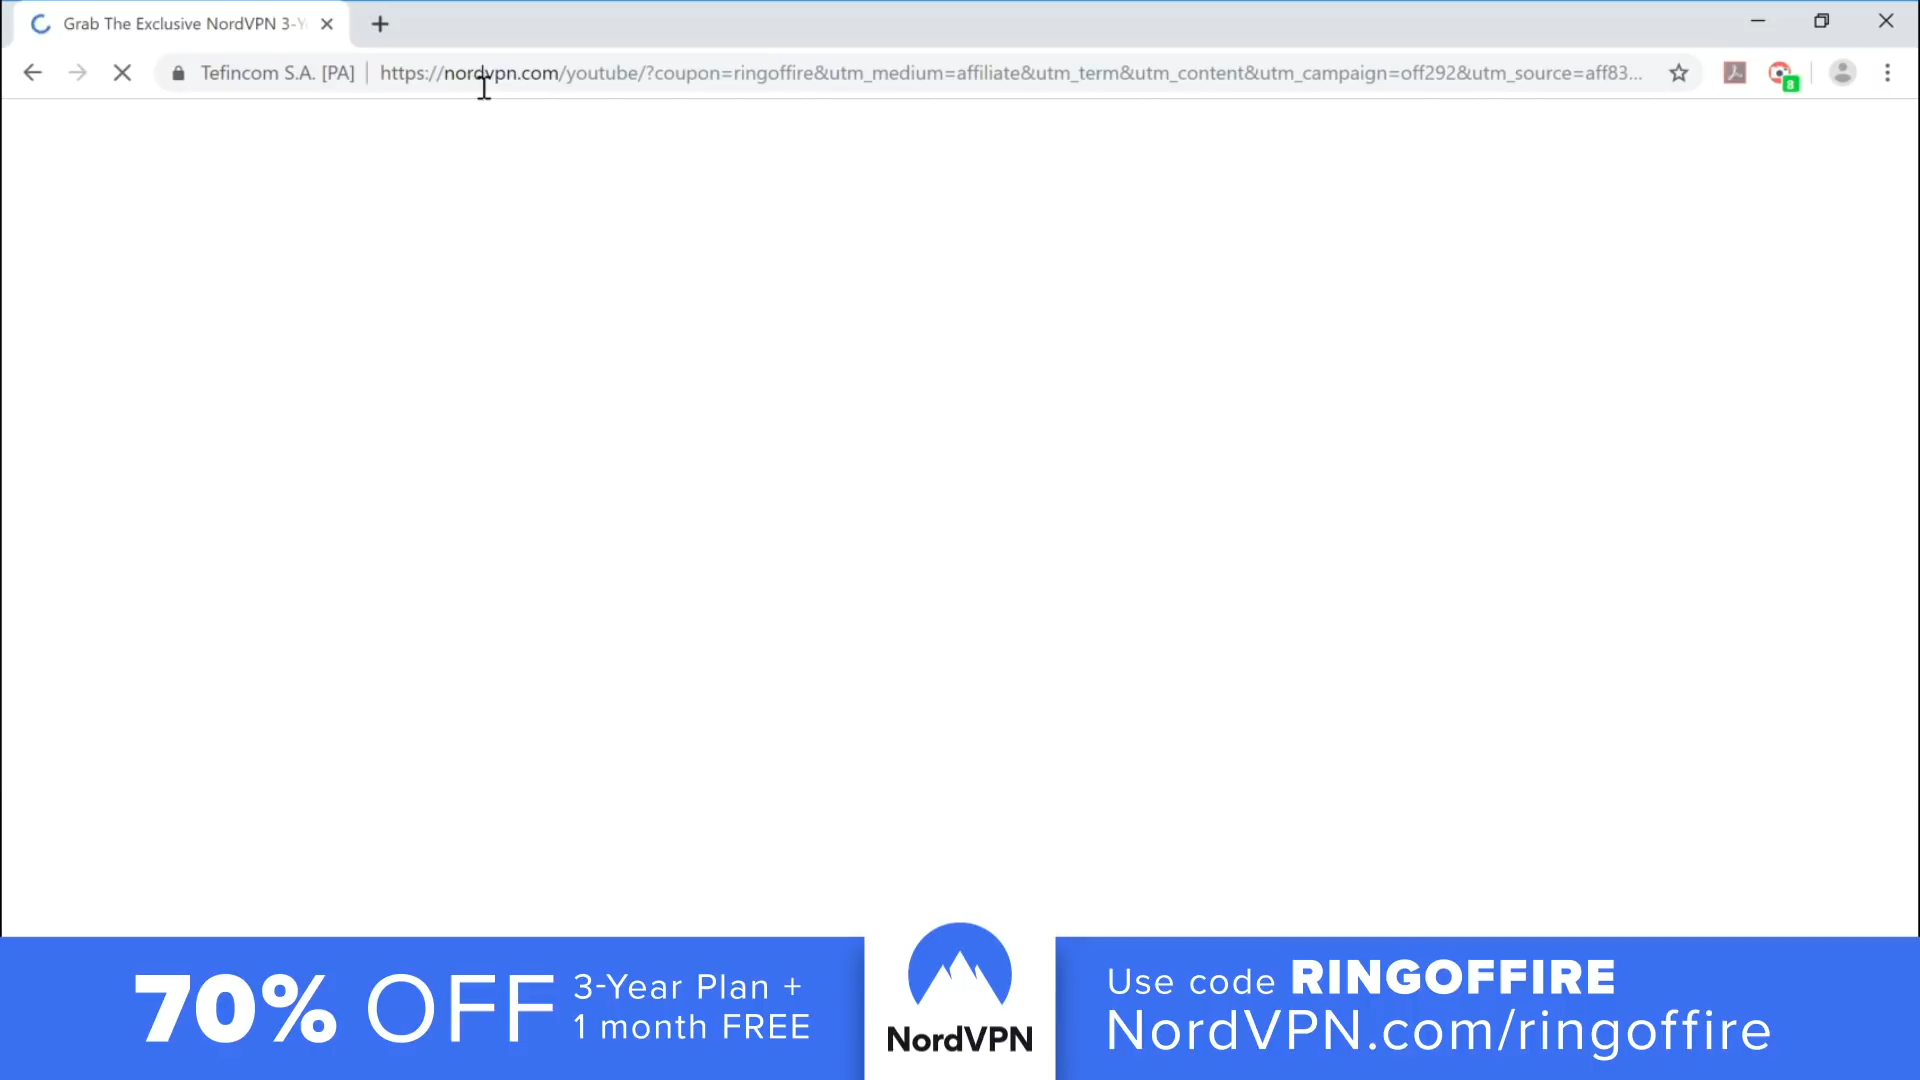 Grab The Exclusive NordVPN 3-Y
Tefincom S.A. [PA]
https://nordvpn.com/youtube/?coupon=ringoffire&utm_medium=affiliate&utm_term&utm_content&utm_campaign=off292&utm_source=aff83...
8
70% OFF
3-Year Plan +
1 month FREE
NordVPN
Use code RINGOFFIRE
NordVPN.com/ringoffire